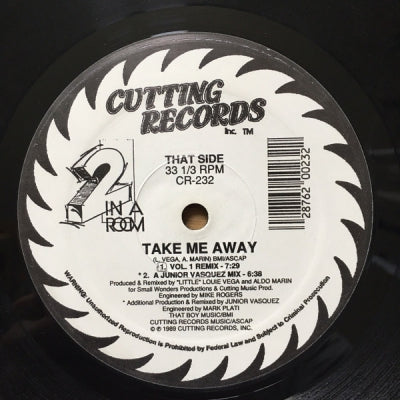 CUTTING
RECORDS
Inc. TM
2
IN A
ROOM
THAT SIDE
33 1/3 RPM
CR-232
28762 00232
TAKE ME AWAY
(L. VEGA, A. MARIN) BMI/ASCAP
1. VOL. 1 REMIX - 7:29
* 2. A JUNIOR VASQUEZ MIX - 6:38
Produced & Remixed by "LITTLE" LOUIE VEGA and ALDO MARIN
for Small Wonders Productions & Cutting Music Prod.
Engineered by MIKE ROGERS
* Additional Production & Remixed by JUNIOR VASQUEZ
Engineered by MARK PLATI
THAT BOY MUSIC/BMI
CUTTING RECORDS MUSIC/ASCAP
© ℗ 1989 CUTTING RECORDS, INC.
WARNING: Unauthorized Reproduction is Prohibited by Federal Law and Subject to Criminal Prosecution